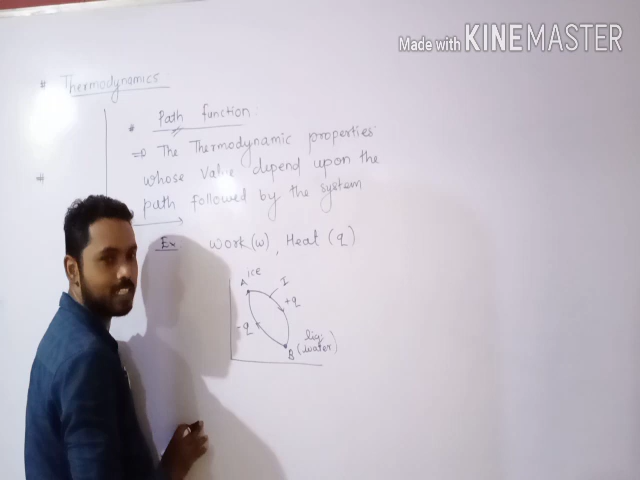 Made with KINEMASTER
# Thermodynamics
* Path function:
⇒ The Thermodynamic properties
whose value depend upon the
path followed by the system
#
Ex Work (w), Heat (q)
A ice
I
+q
-q
B liq.
(water)